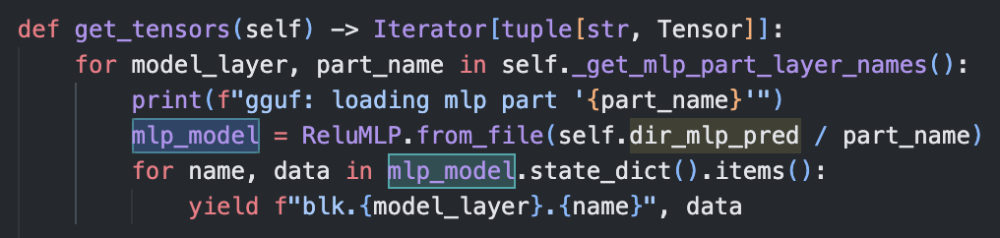 def get_tensors(self) -> Iterator[tuple[str, Tensor]]:
    for model_layer, part_name in self._get_mlp_part_layer_names():
        print(f"gguf: loading mlp part '{part_name}'")
        mlp_model = ReluMLP.from_file(self.dir_mlp_pred / part_name)
        for name, data in mlp_model.state_dict().items():
            yield f"blk.{model_layer}.{name}", data